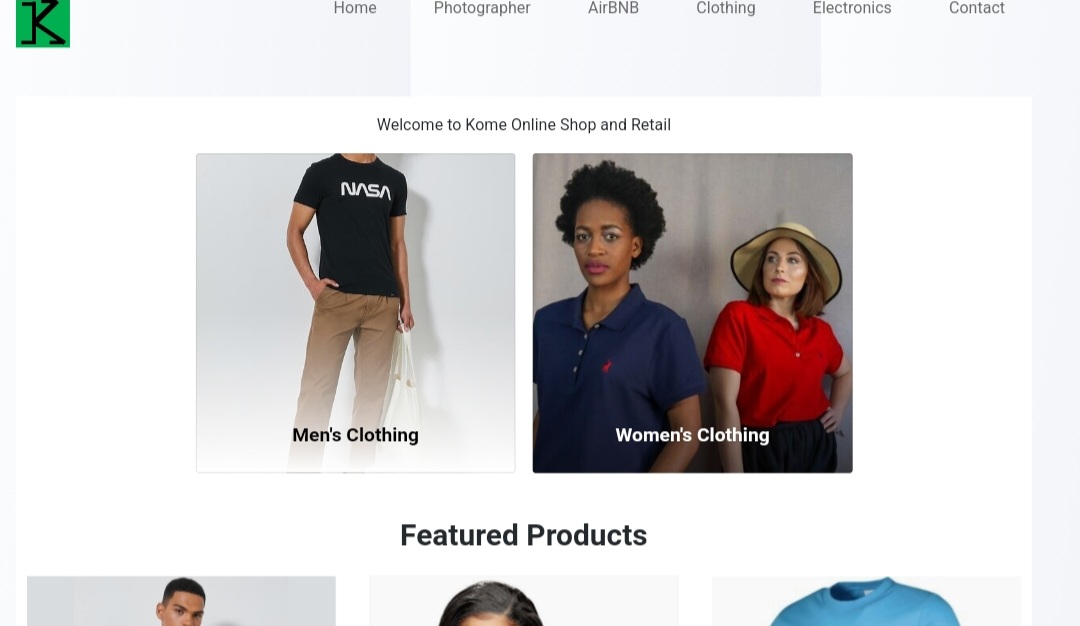 K
Home Photographer AirBNB Clothing Electronics Contact
Welcome to Kome Online Shop and Retail
NASA
Men's Clothing
Women's Clothing
Featured Products